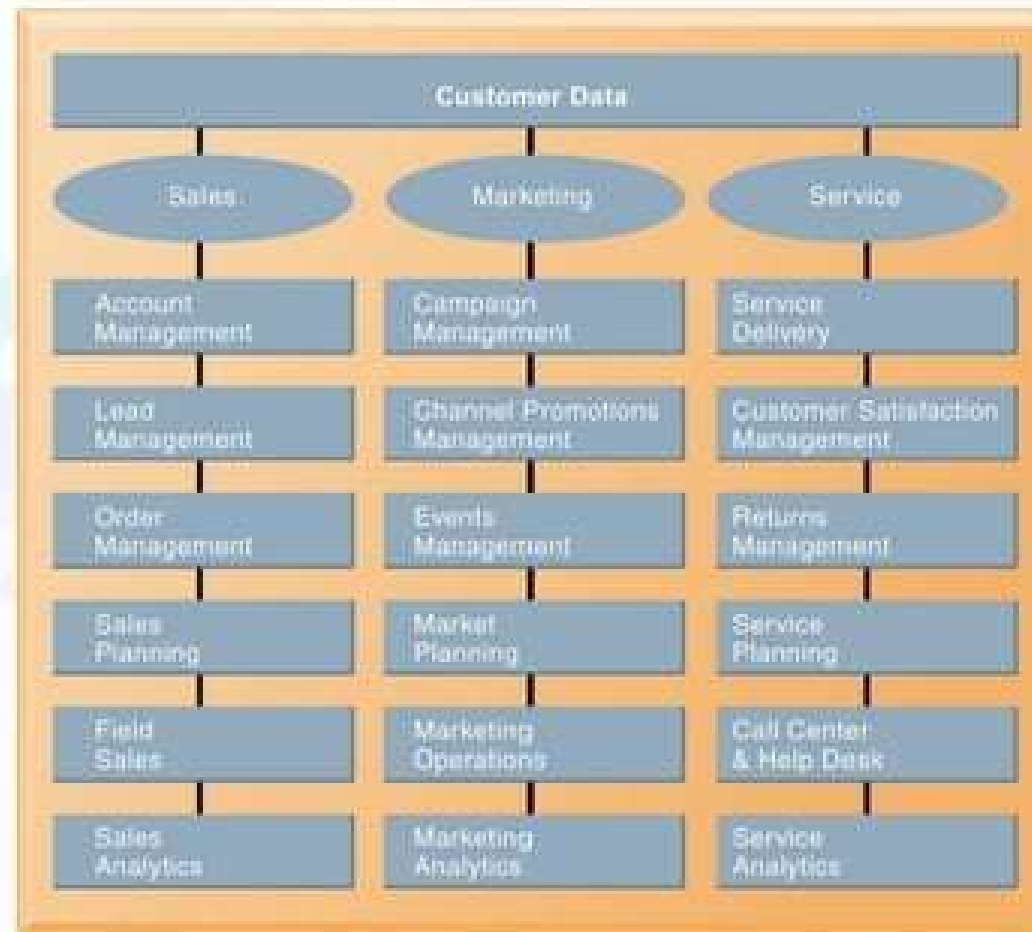 Customer Data
Sales
Marketing
Service
Account
Management
Lead
Management
Order
Management
Sales
Planning
Field
Sales
Sales
Analytics
Campaign
Management
Channel Promotions
Management
Events
Management
Market
Planning
Marketing
Operations
Marketing
Analytics
Service
Delivery
Customer Satisfaction
Management
Returns
Management
Service
Planning
Call Center
& Help Desk
Service
Analytics